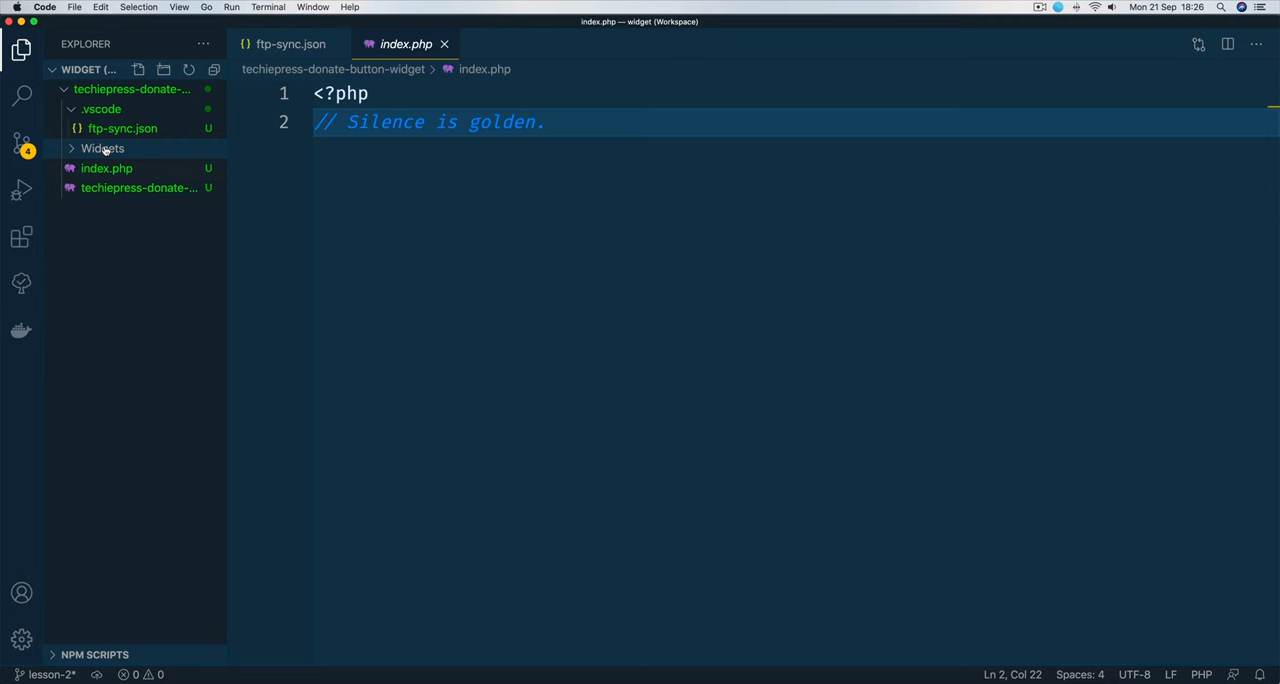 Code File Edit Selection View Go Run Terminal Window Help Mon 21 Sep 18:26
index.php — widget (Workspace)
EXPLORER
ftp-sync.json
index.php
WIDGET (...
techiepress-donate-button-widget > index.php
techiepress-donate-...
.vscode
ftp-sync.json U
Widgets
index.php U
techiepress-donate-... U
1 <?php
2 // Silence is golden.
4
NPM SCRIPTS
lesson-2* 0 0 Ln 2, Col 22 Spaces: 4 UTF-8 LF PHP